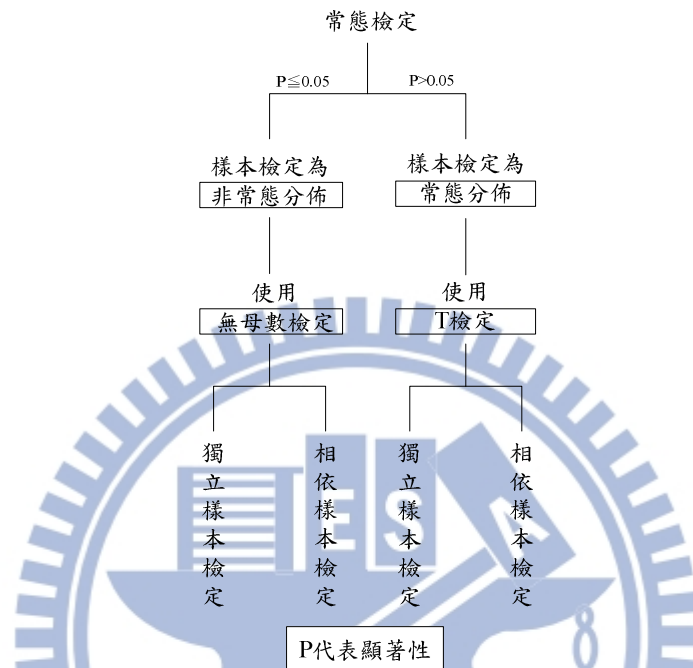 常態檢定
P≦0.05
P>0.05
樣本檢定為
非常態分佈
樣本檢定為
常態分佈
使用
無母數檢定
使用
T檢定
獨立樣本檢定
相依樣本檢定
獨立樣本檢定
相依樣本檢定
E S A
P代表顯著性